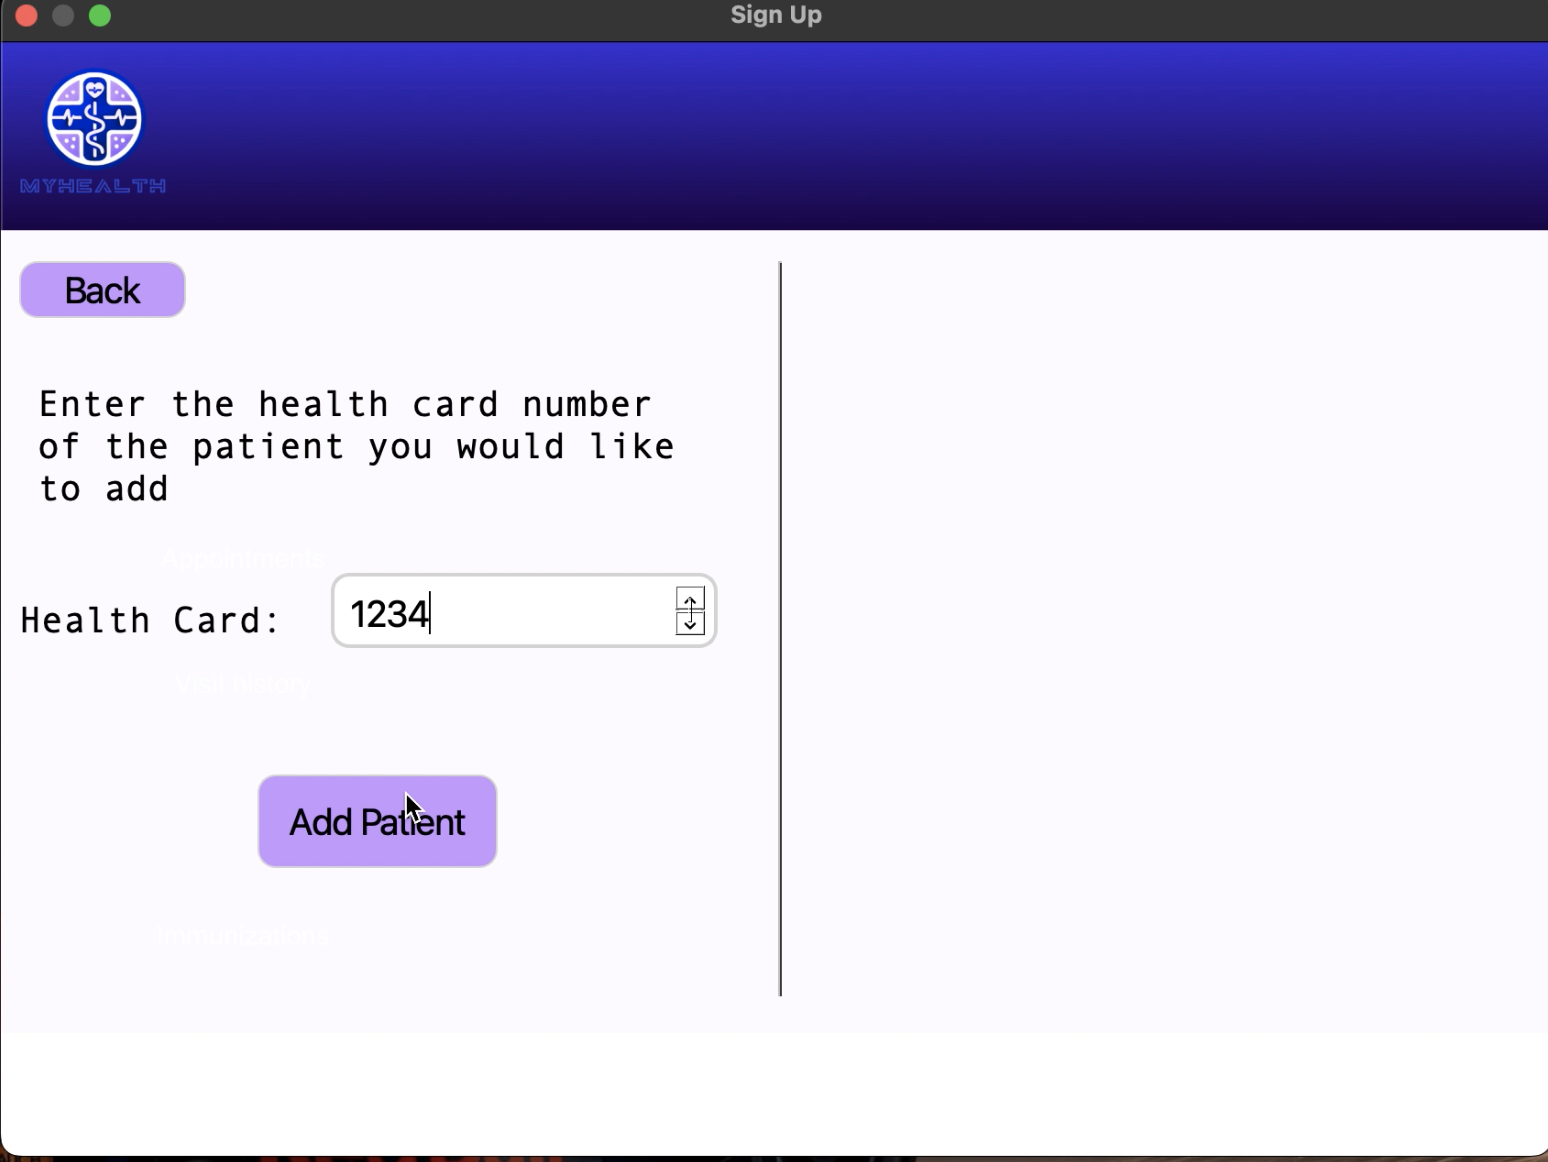 Sign Up
MYHEALTH
Back
Enter the health card number
of the patient you would like
to add
Appointments
Health Card: 1234
Visit history
Add Patient
Immunizations